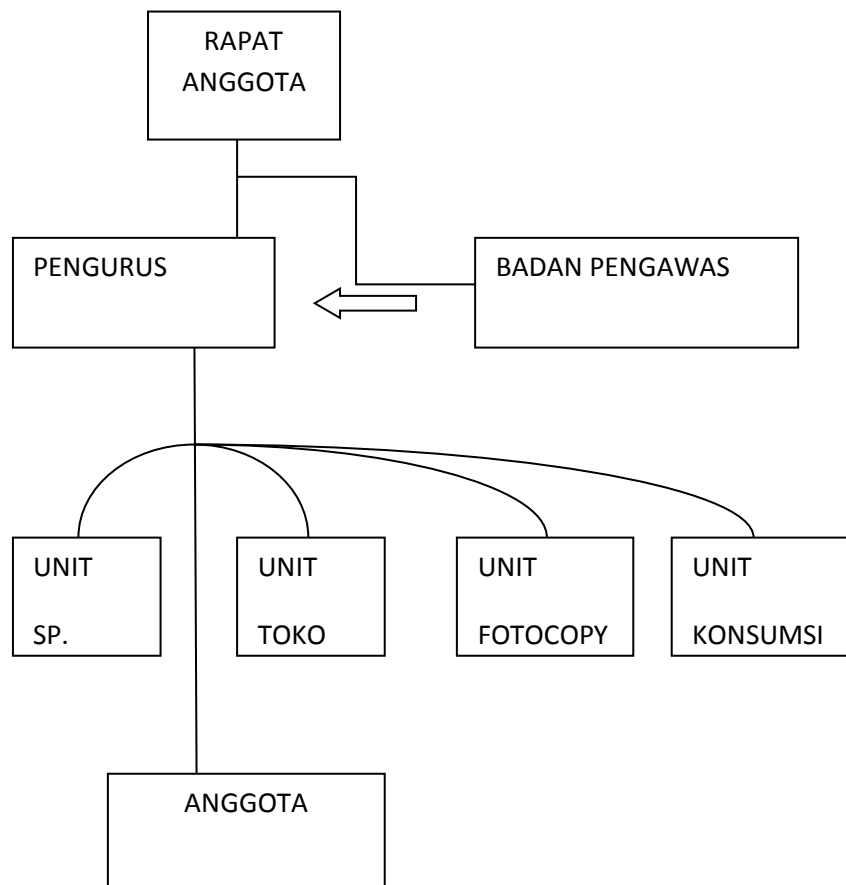 RAPAT
ANGGOTA
PENGURUS
BADAN PENGAWAS
UNIT
SP.
UNIT
TOKO
UNIT
FOTOCOPY
UNIT
KONSUMSI
ANGGOTA